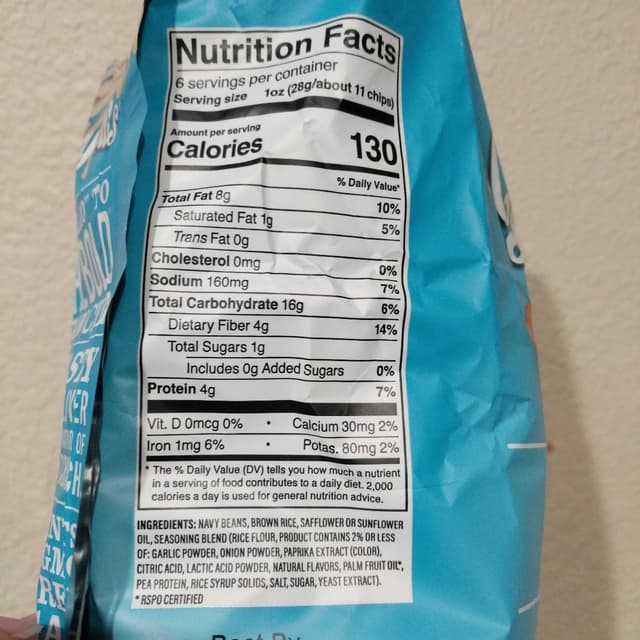 Nutrition Facts
6 servings per container
Serving size 1oz (28g/about 11 chips)
Amount per serving
Calories 130
% Daily Value*
Total Fat 8g 10%
Saturated Fat 1g 5%
Trans Fat 0g
Cholesterol 0mg 0%
Sodium 160mg 7%
Total Carbohydrate 16g 6%
Dietary Fiber 4g 14%
Total Sugars 1g
Includes 0g Added Sugars 0%
Protein 4g 7%
Vit. D 0mcg 0% • Calcium 30mg 2%
Iron 1mg 6% • Potas. 80mg 2%
* The % Daily Value (DV) tells you how much a nutrient
in a serving of food contributes to a daily diet. 2,000
calories a day is used for general nutrition advice.
INGREDIENTS: NAVY BEANS, BROWN RICE, SAFFLOWER OR SUNFLOWER
OIL, SEASONING BLEND (RICE FLOUR, PRODUCT CONTAINS 2% OR LESS
OF: GARLIC POWDER, ONION POWDER, PAPRIKA EXTRACT (COLOR),
CITRIC ACID, LACTIC ACID POWDER, NATURAL FLAVORS, PALM FRUIT OIL*,
PEA PROTEIN, RICE SYRUP SOLIDS, SALT, SUGAR, YEAST EXTRACT).
* RSPO CERTIFIED
TO
OF